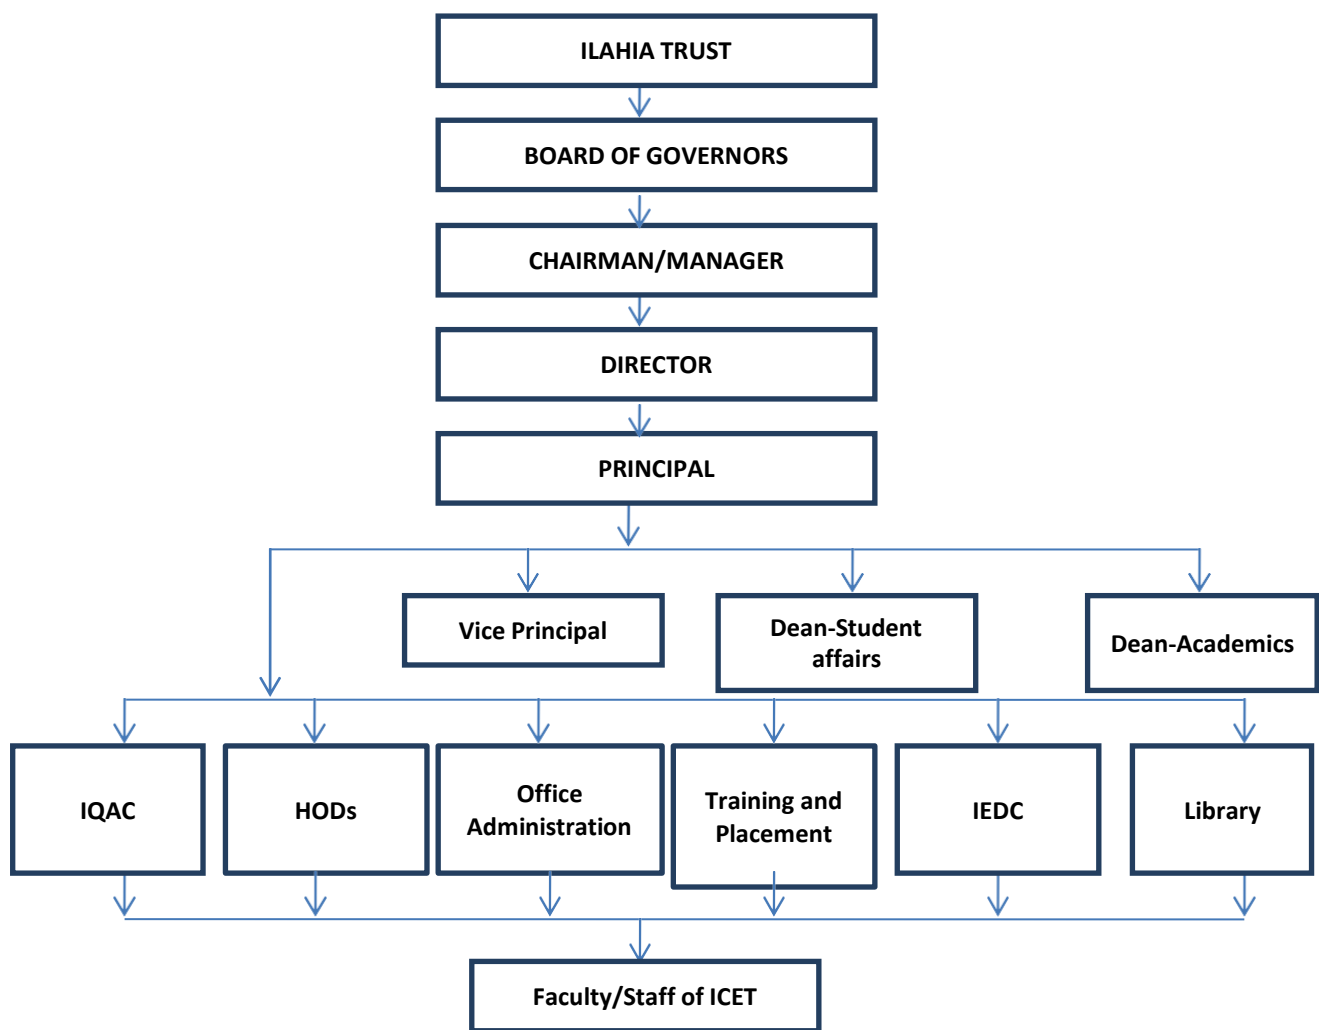 ILAHIA TRUST
BOARD OF GOVERNORS
CHAIRMAN/MANAGER
DIRECTOR
PRINCIPAL
Vice Principal
Dean-Student
affairs
Dean-Academics
IQAC
HODs
Office
Administration
Training and
Placement
IEDC
Library
Faculty/Staff of ICET